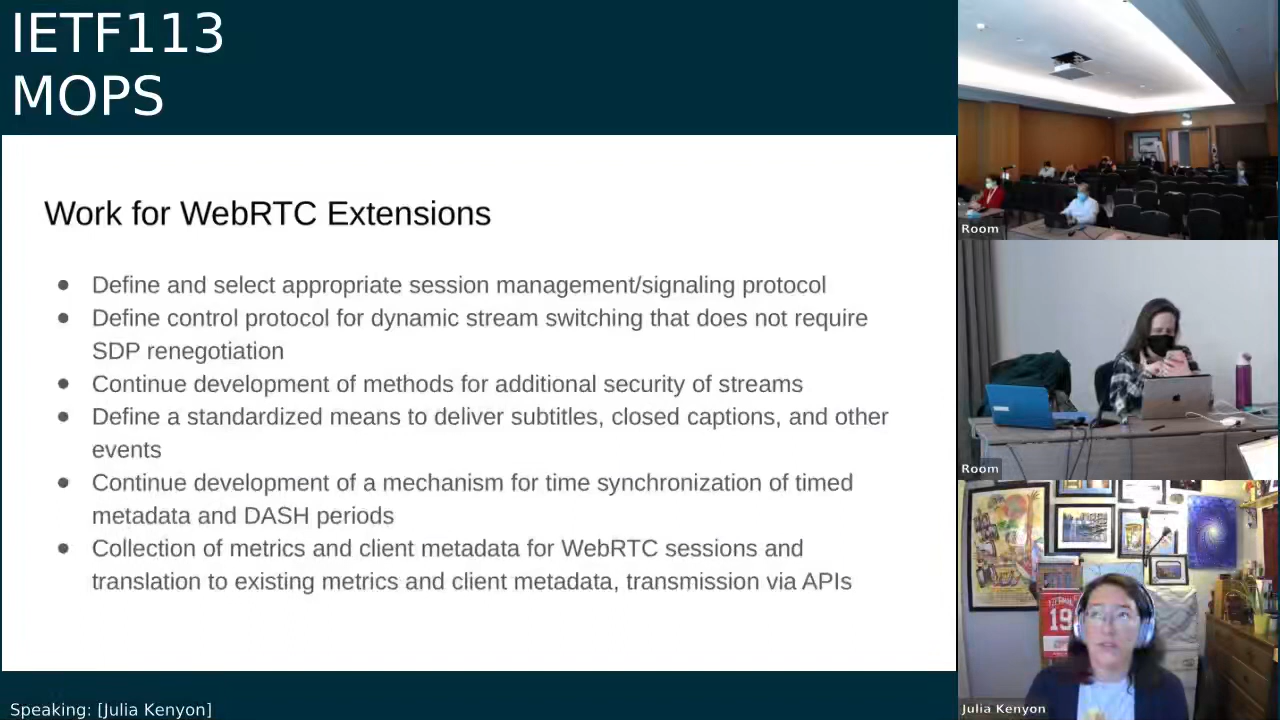 IETF113
MOPS
Work for WebRTC Extensions
● Define and select appropriate session management/signaling protocol
● Define control protocol for dynamic stream switching that does not require
SDP renegotiation
● Continue development of methods for additional security of streams
● Define a standardized means to deliver subtitles, closed captions, and other
events
● Continue development of a mechanism for time synchronization of timed
metadata and DASH periods
● Collection of metrics and client metadata for WebRTC sessions and
translation to existing metrics and client metadata, transmission via APIs
Speaking: [Julia Kenyon]
Room
Room
19
Julia Kenyon